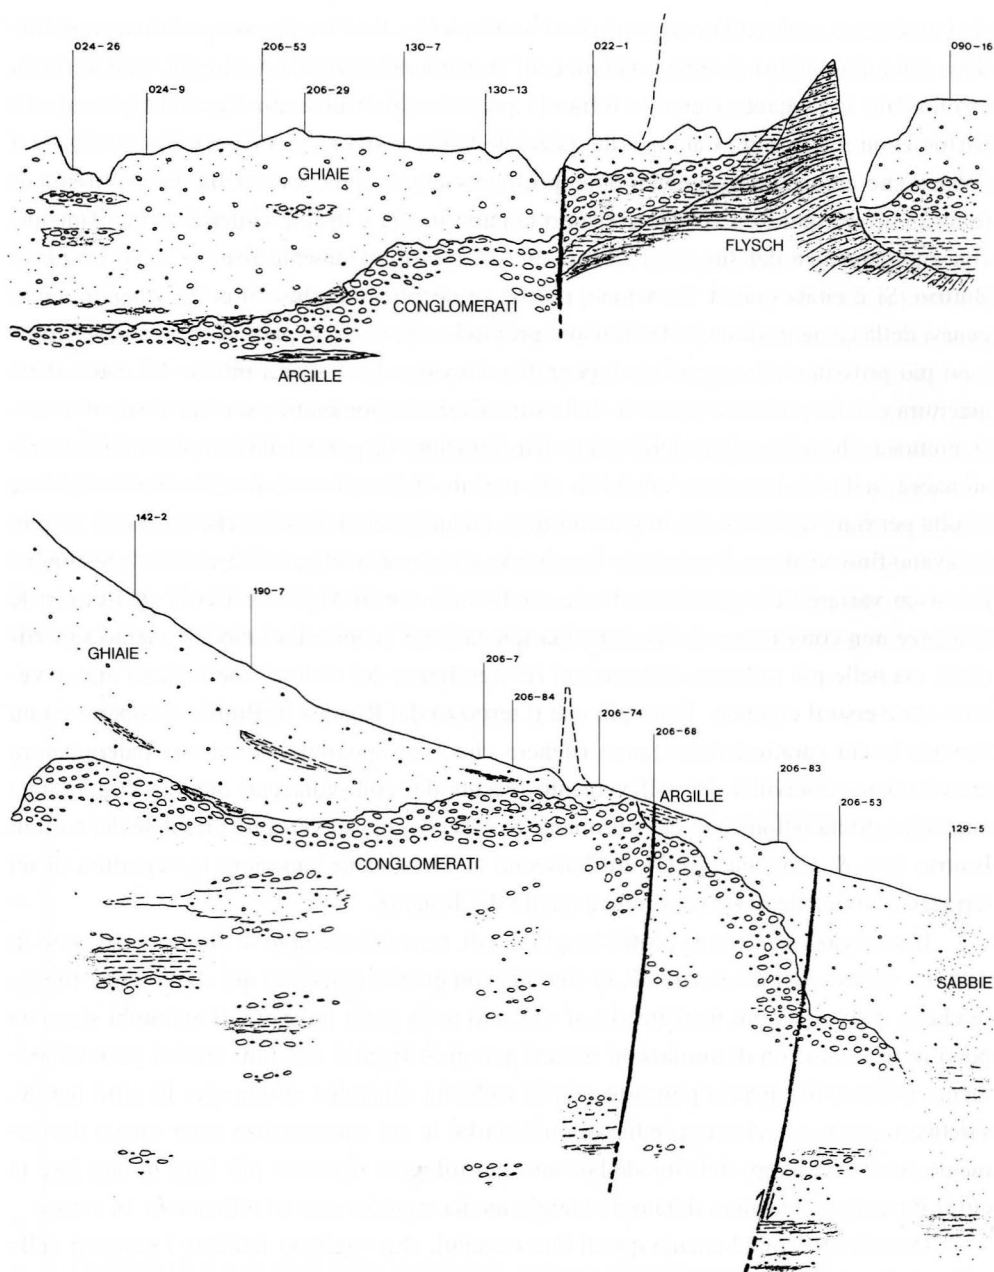 024-26
206-53
130-7
022-1
090-16
024-9
206-29
130-13
GHIAIE
FLYSCH
CONGLOMERATI
ARGILLE
142-2
190-7
GHIAIE
206-7
206-84
206-74
206-68
ARGILLE
206-83
206-53
129-5
CONGLOMERATI
SABBIE